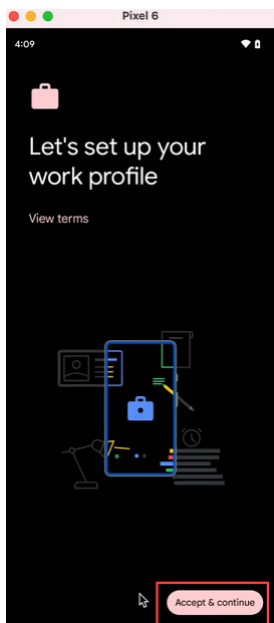 Pixel 6
4:09
Let's set up your
work profile
View terms
Accept & continue